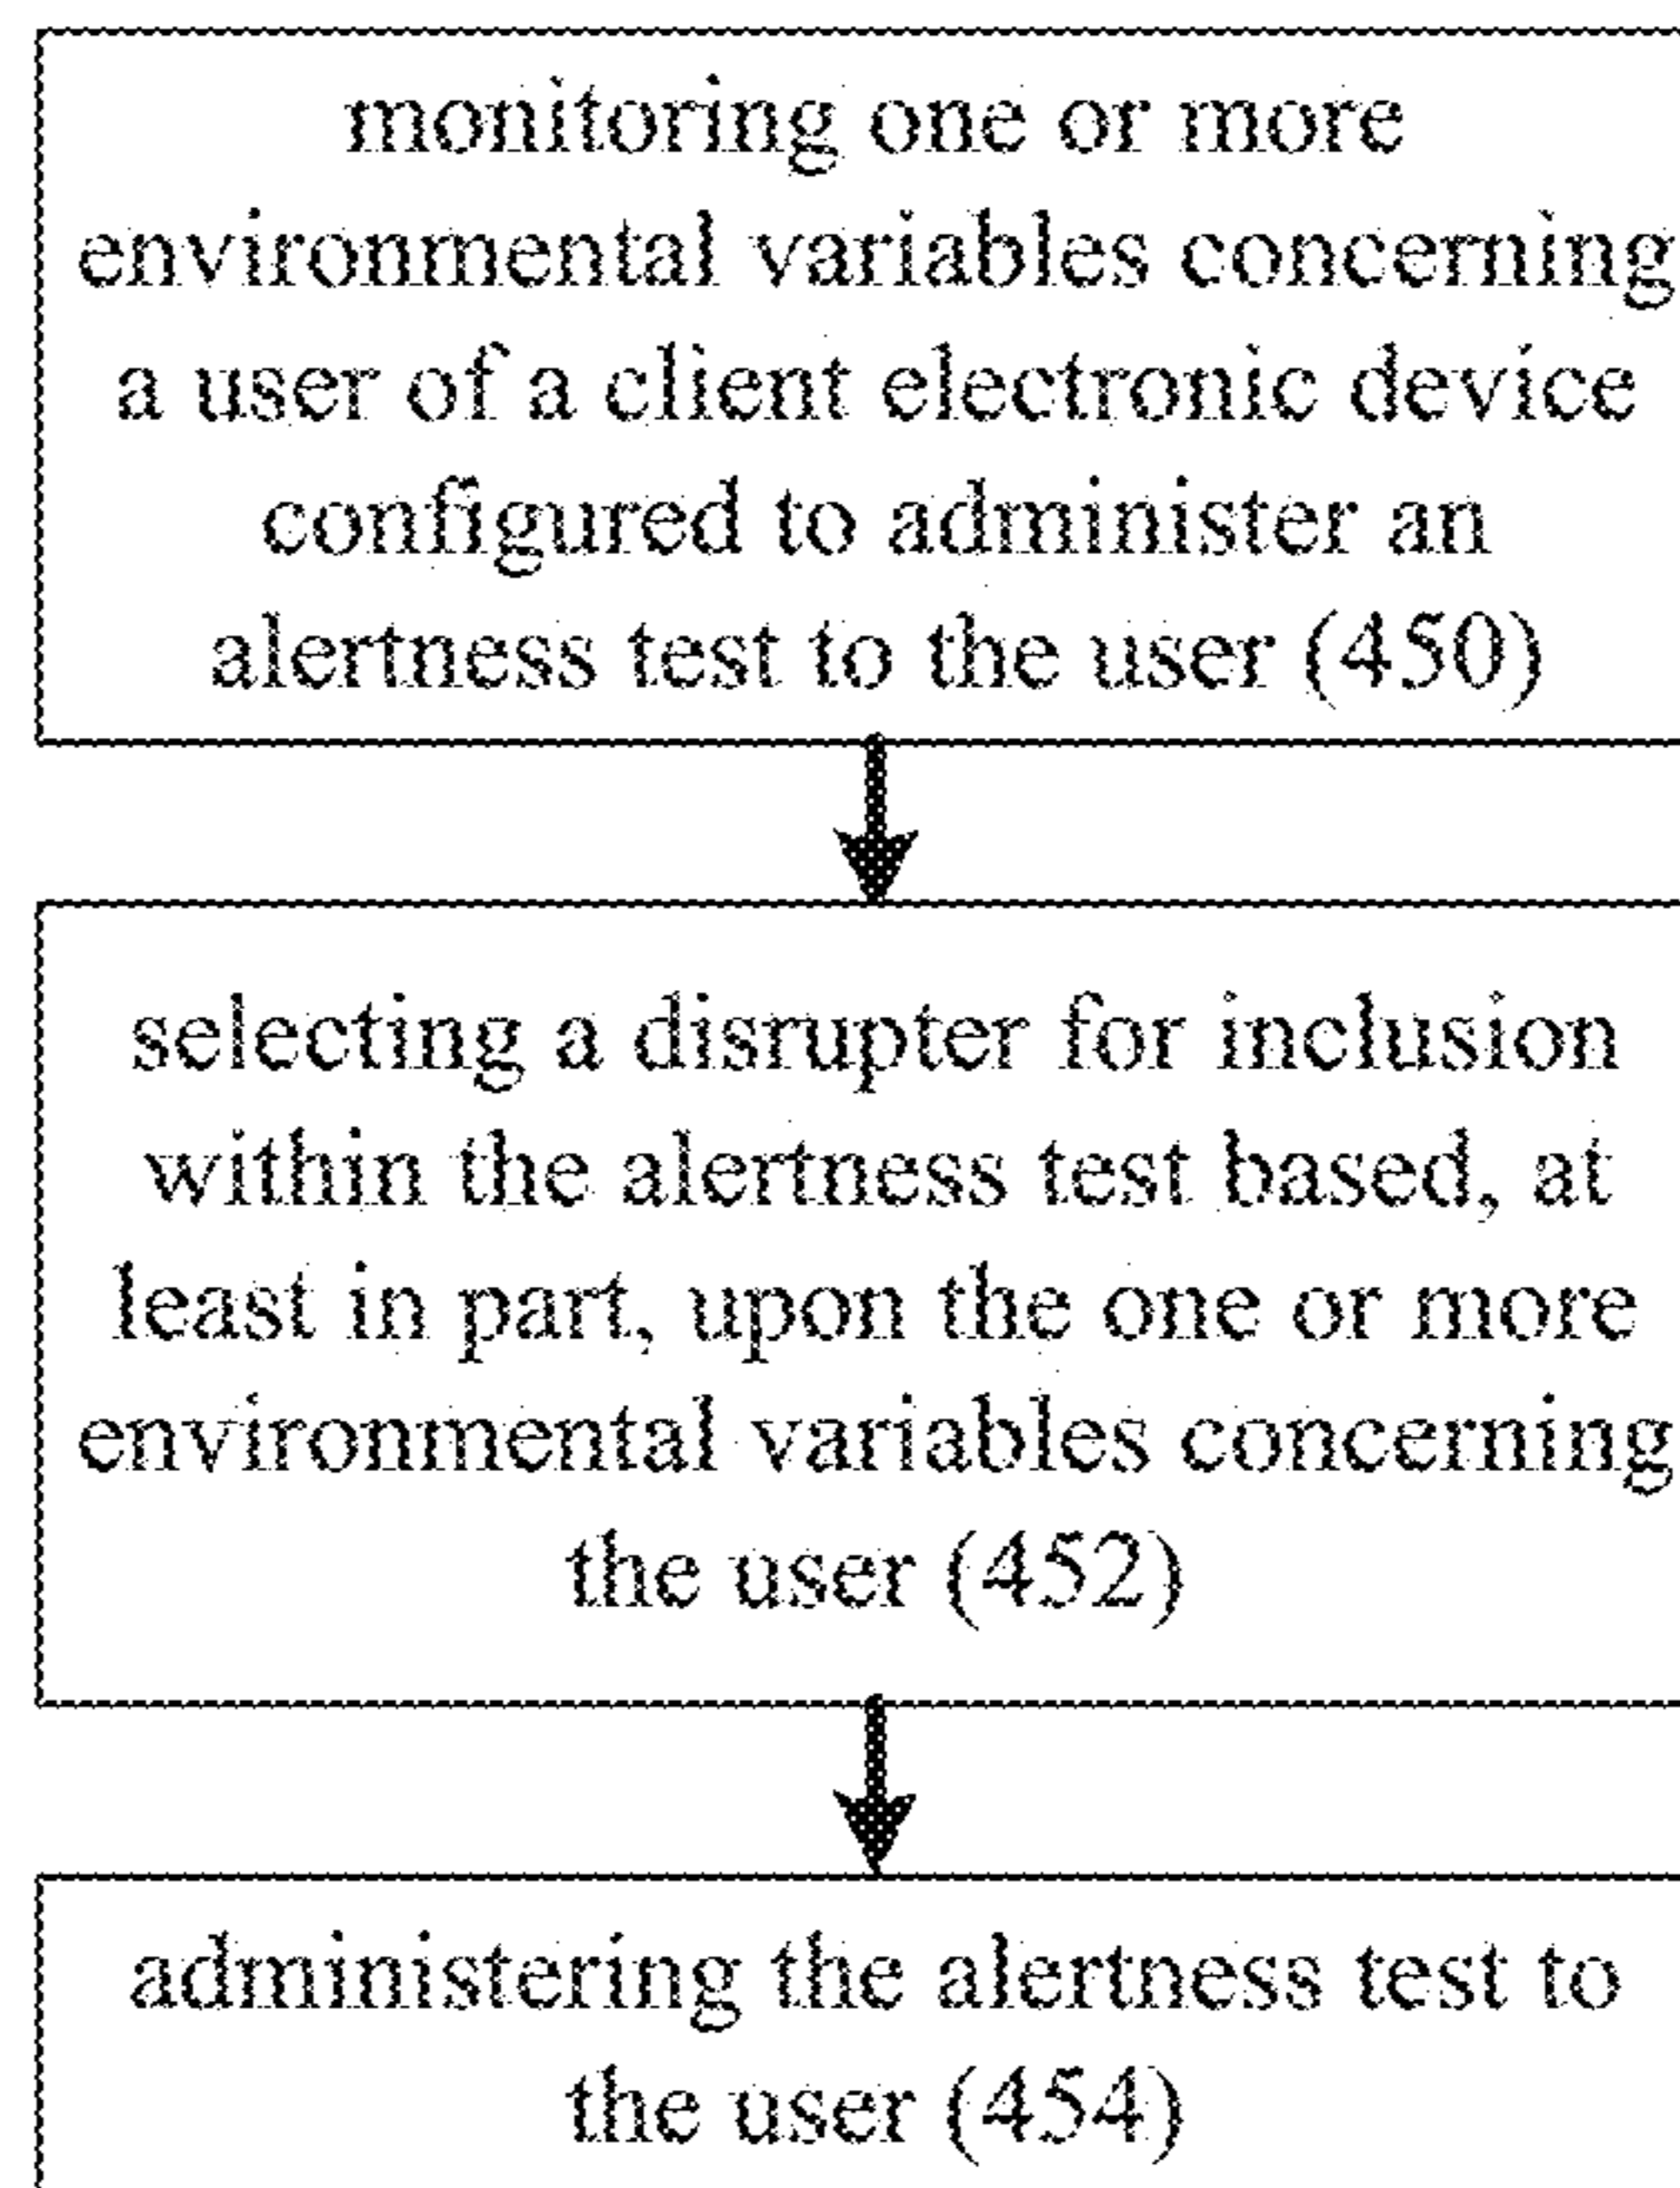 monitoring one or more
environmental variables concerning
a user of a client electronic device
configured to administer an
alertness test to the user (450)
selecting a disrupter for inclusion
within the alertness test based, at
least in part, upon the one or more
environmental variables concerning
the user (452)
administering the alertness test to
the user (454)